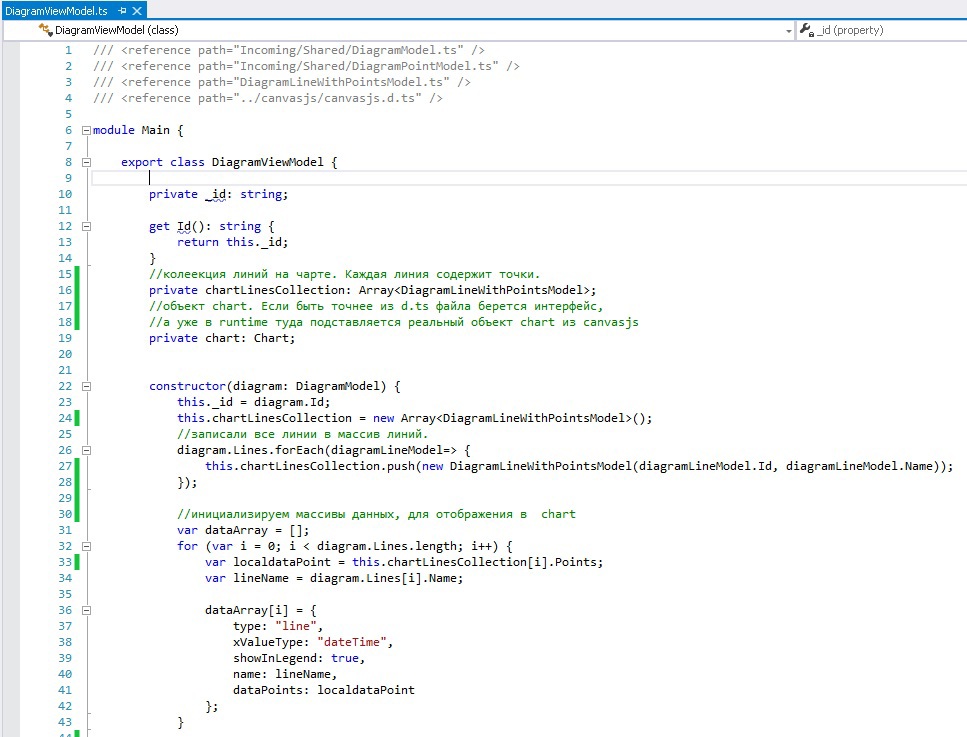 DiagramViewModel.ts
DiagramViewModel (class) _id (property)
1 /// <reference path="Incoming/Shared/DiagramModel.ts" />
2 /// <reference path="Incoming/Shared/DiagramPointModel.ts" />
3 /// <reference path="DiagramLineWithPointsModel.ts" />
4 /// <reference path="../canvasjs/canvasjs.d.ts" />
5
6 module Main {
7
8 export class DiagramViewModel {
9
10 private _id: string;
11
12 get Id(): string {
13 return this._id;
14 }
15 //колеекция линий на чарте. Каждая линия содержит точки.
16 private chartLinesCollection: Array<DiagramLineWithPointsModel>;
17 //объект chart. Если быть точнее из d.ts файла берется интерфейс,
18 //а уже в runtime туда подставляется реальный объект chart из canvasjs
19 private chart: Chart;
20
21
22 constructor(diagram: DiagramModel) {
23 this._id = diagram.Id;
24 this.chartLinesCollection = new Array<DiagramLineWithPointsModel>();
25 //записали все линии в массив линий.
26 diagram.Lines.forEach(diagramLineModel=> {
27 this.chartLinesCollection.push(new DiagramLineWithPointsModel(diagramLineModel.Id, diagramLineModel.Name));
28 });
29
30 //инициализируем массивы данных, для отображения в  chart
31 var dataArray = [];
32 for (var i = 0; i < diagram.Lines.length; i++) {
33 var localdataPoint = this.chartLinesCollection[i].Points;
34 var lineName = diagram.Lines[i].Name;
35
36 dataArray[i] = {
37 type: "line",
38 xValueType: "dateTime",
39 showInLegend: true,
40 name: lineName,
41 dataPoints: localdataPoint
42 };
43 }